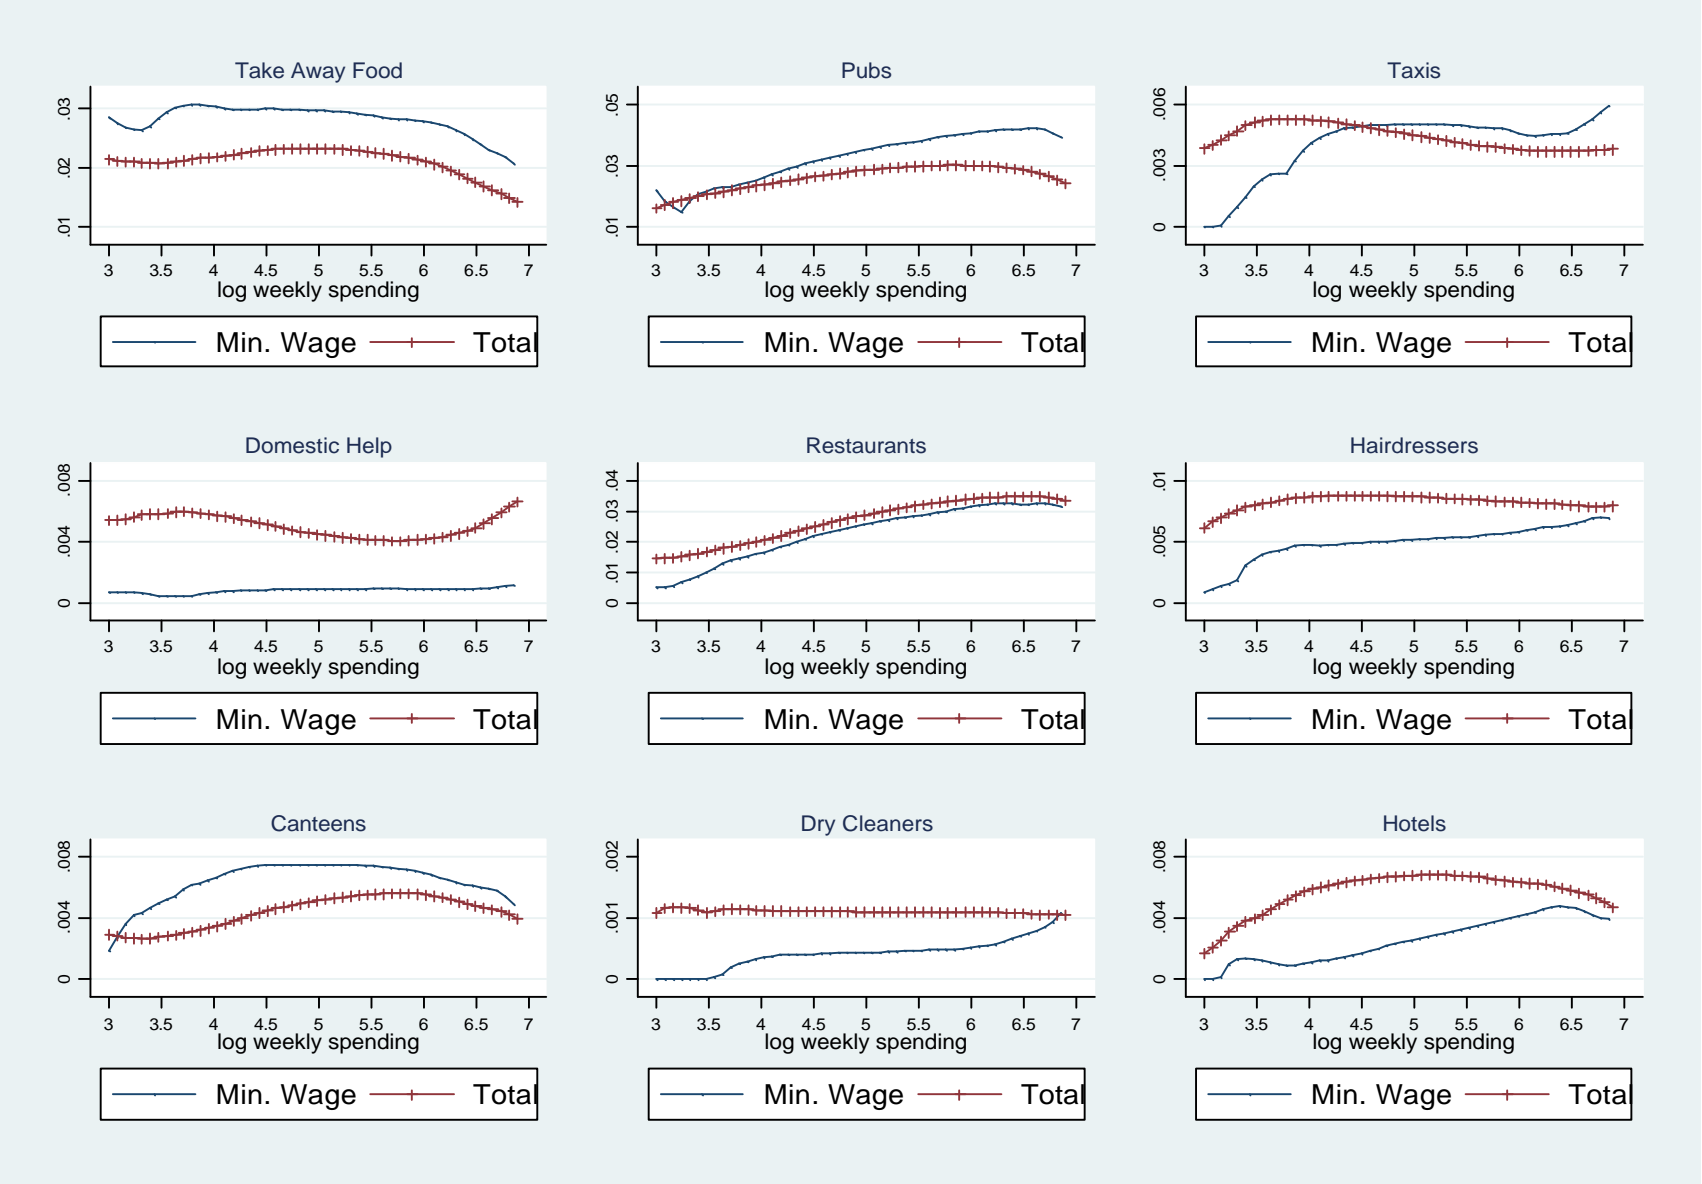 Take Away Food
.01 .02 .03
3 3.5 4 4.5 5 5.5 6 6.5 7
log weekly spending
Min. Wage Total
Pubs
.01 .03 .05
3 3.5 4 4.5 5 5.5 6 6.5 7
log weekly spending
Min. Wage Total
Taxis
0 .003 .006
3 3.5 4 4.5 5 5.5 6 6.5 7
log weekly spending
Min. Wage Total
Domestic Help
0 .004 .008
3 3.5 4 4.5 5 5.5 6 6.5 7
log weekly spending
Min. Wage Total
Restaurants
0 .01 .02 .03 .04
3 3.5 4 4.5 5 5.5 6 6.5 7
log weekly spending
Min. Wage Total
Hairdressers
0 .005 .01
3 3.5 4 4.5 5 5.5 6 6.5 7
log weekly spending
Min. Wage Total
Canteens
0 .004 .008
3 3.5 4 4.5 5 5.5 6 6.5 7
log weekly spending
Min. Wage Total
Dry Cleaners
0 .001 .002
3 3.5 4 4.5 5 5.5 6 6.5 7
log weekly spending
Min. Wage Total
Hotels
0 .004 .008
3 3.5 4 4.5 5 5.5 6 6.5 7
log weekly spending
Min. Wage Total